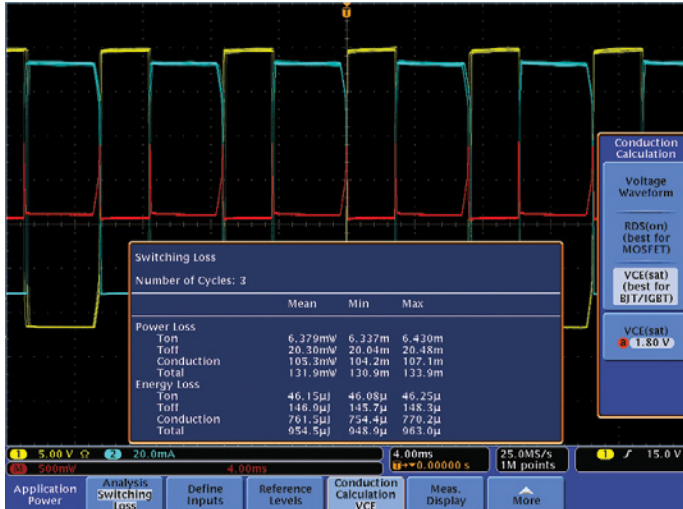 T
Conduction
Calculation
Voltage
Waveform
RDS(on)
(best for
MOSFET)
VCE(sat)
(best for
BJT/IGBT)
VCE(sat)
a 1.80 V
Switching Loss
Number of Cycles: 3
Mean Min Max
Power Loss
Ton 6.379mW 6.337m 6.430m
Toff 20.30mW 20.04m 20.48m
Conduction 105.3mW 104.2m 107.1m
Total 131.9mW 130.9m 133.9m
Energy Loss
Ton 46.15µJ 46.08µ 46.25µ
Toff 146.9µJ 145.7µ 148.3µ
Conduction 761.5µJ 754.4µ 770.2µ
Total 954.5µJ 948.9µ 963.0µ
1 5.00 V Ω 2 20.0mA 4.00ms 25.0MS/s 1 15.0 V
M 500mV 4.00ms T 0.00000 s 1M points
Application
Power
Analysis
Switching
Loss
Define
Inputs
Reference
Levels
Conduction
Calculation
VCE
Meas.
Display
More